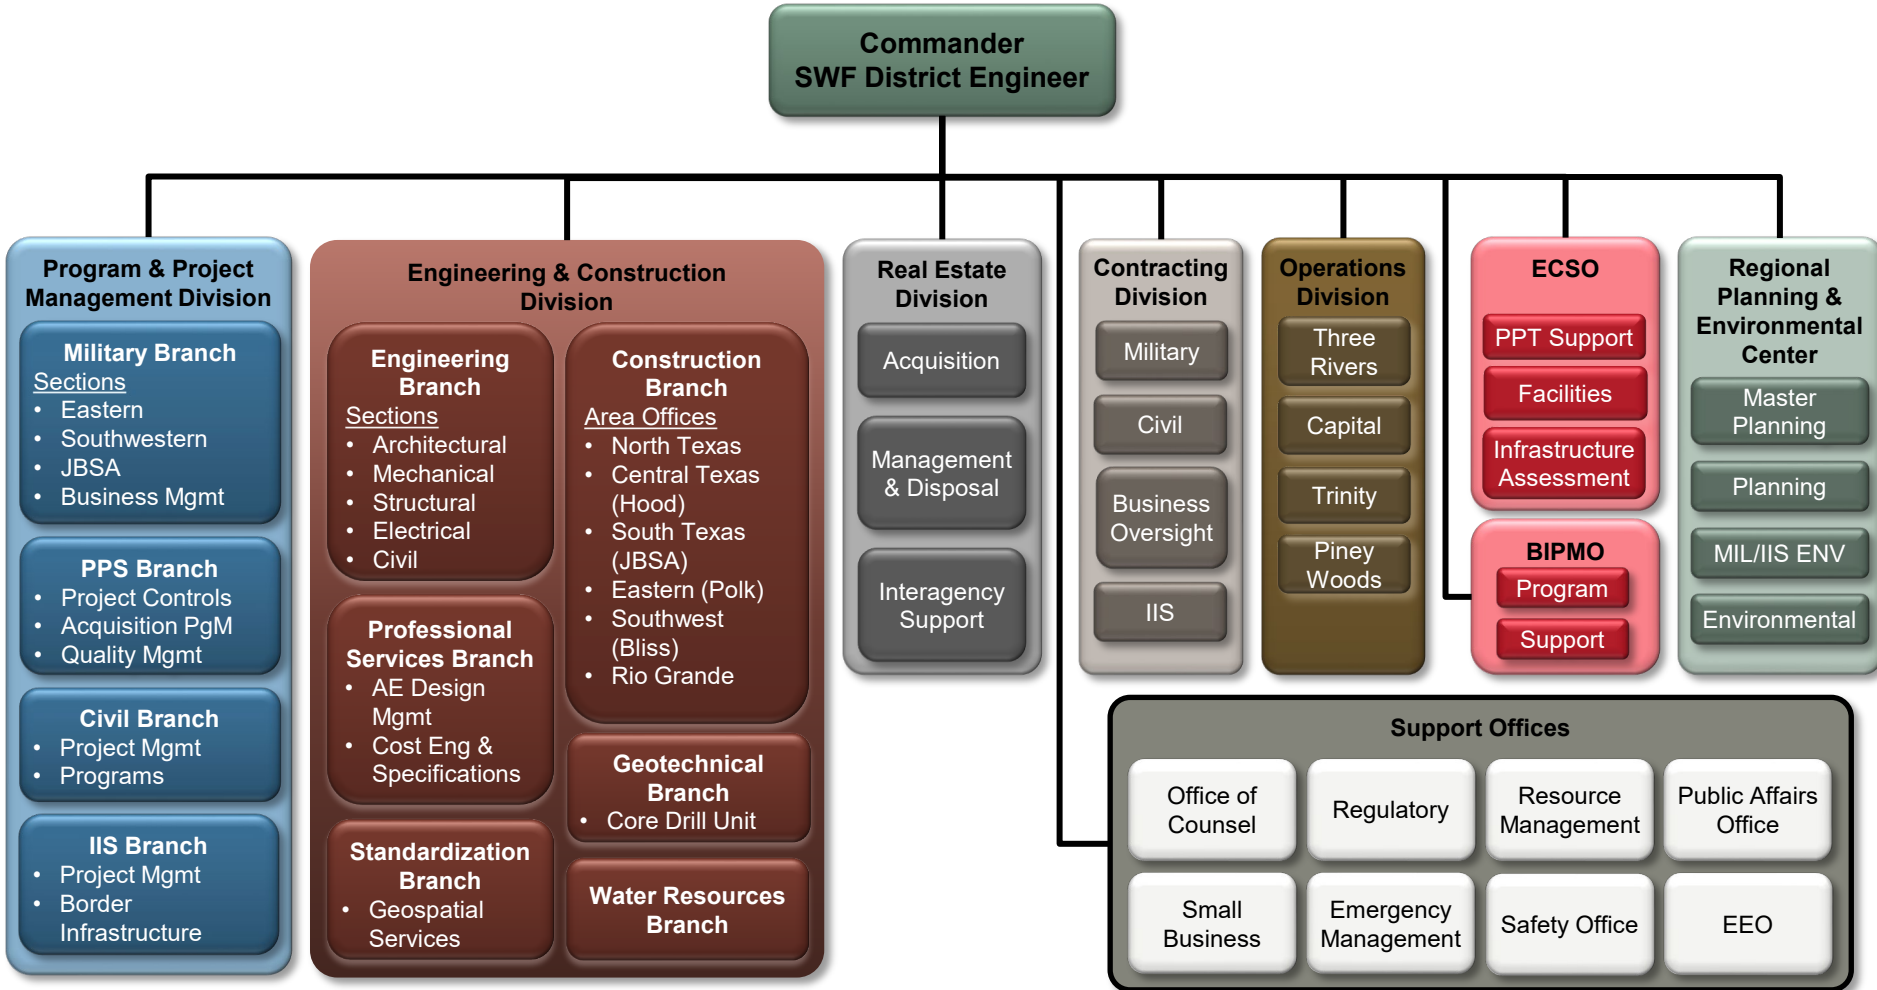 Commander
SWF District Engineer
Program & Project
Management Division
Military Branch
Sections
• Eastern
• Southwestern
• JBSA
• Business Mgmt
PPS Branch
• Project Controls
• Acquisition PgM
• Quality Mgmt
Civil Branch
• Project Mgmt
• Programs
IIS Branch
• Project Mgmt
• Border
Infrastructure
Engineering & Construction
Division
Engineering
Branch
Sections
• Architectural
• Mechanical
• Structural
• Electrical
• Civil
Professional
Services Branch
• AE Design
Mgmt
• Cost Eng &
Specifications
Standardization
Branch
• Geospatial
Services
Construction
Branch
Area Offices
• North Texas
• Central Texas
(Hood)
• South Texas
(JBSA)
• Eastern (Polk)
• Southwest
(Bliss)
• Rio Grande
Geotechnical
Branch
• Core Drill Unit
Water Resources
Branch
Real Estate
Division
Acquisition
Management
& Disposal
Interagency
Support
Contracting
Division
Military
Civil
Business
Oversight
IIS
Operations
Division
Three
Rivers
Capital
Trinity
Piney
Woods
ECSO
PPT Support
Facilities
Infrastructure
Assessment
BIPMO
Program
Support
Regional
Planning &
Environmental
Center
Master
Planning
Planning
MIL/IIS ENV
Environmental
Support Offices
Office of
Counsel
Regulatory
Resource
Management
Public Affairs
Office
Small
Business
Emergency
Management
Safety Office
EEO